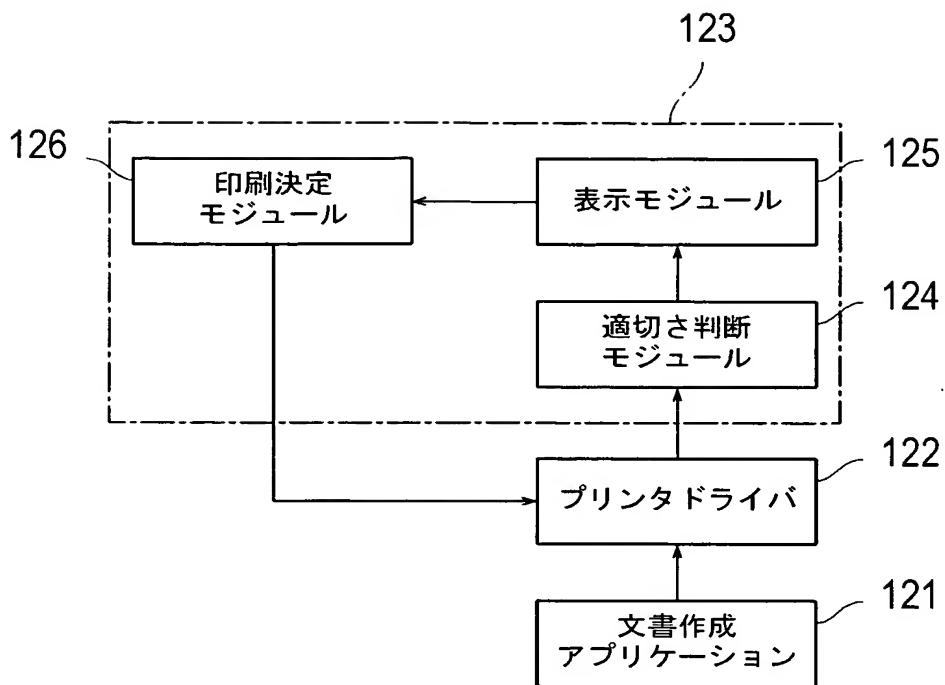 123
126
印刷決定
モジュール
125
表示モジュール
124
適切さ判断
モジュール
122
プリンタドライバ
121
文書作成
アプリケーション